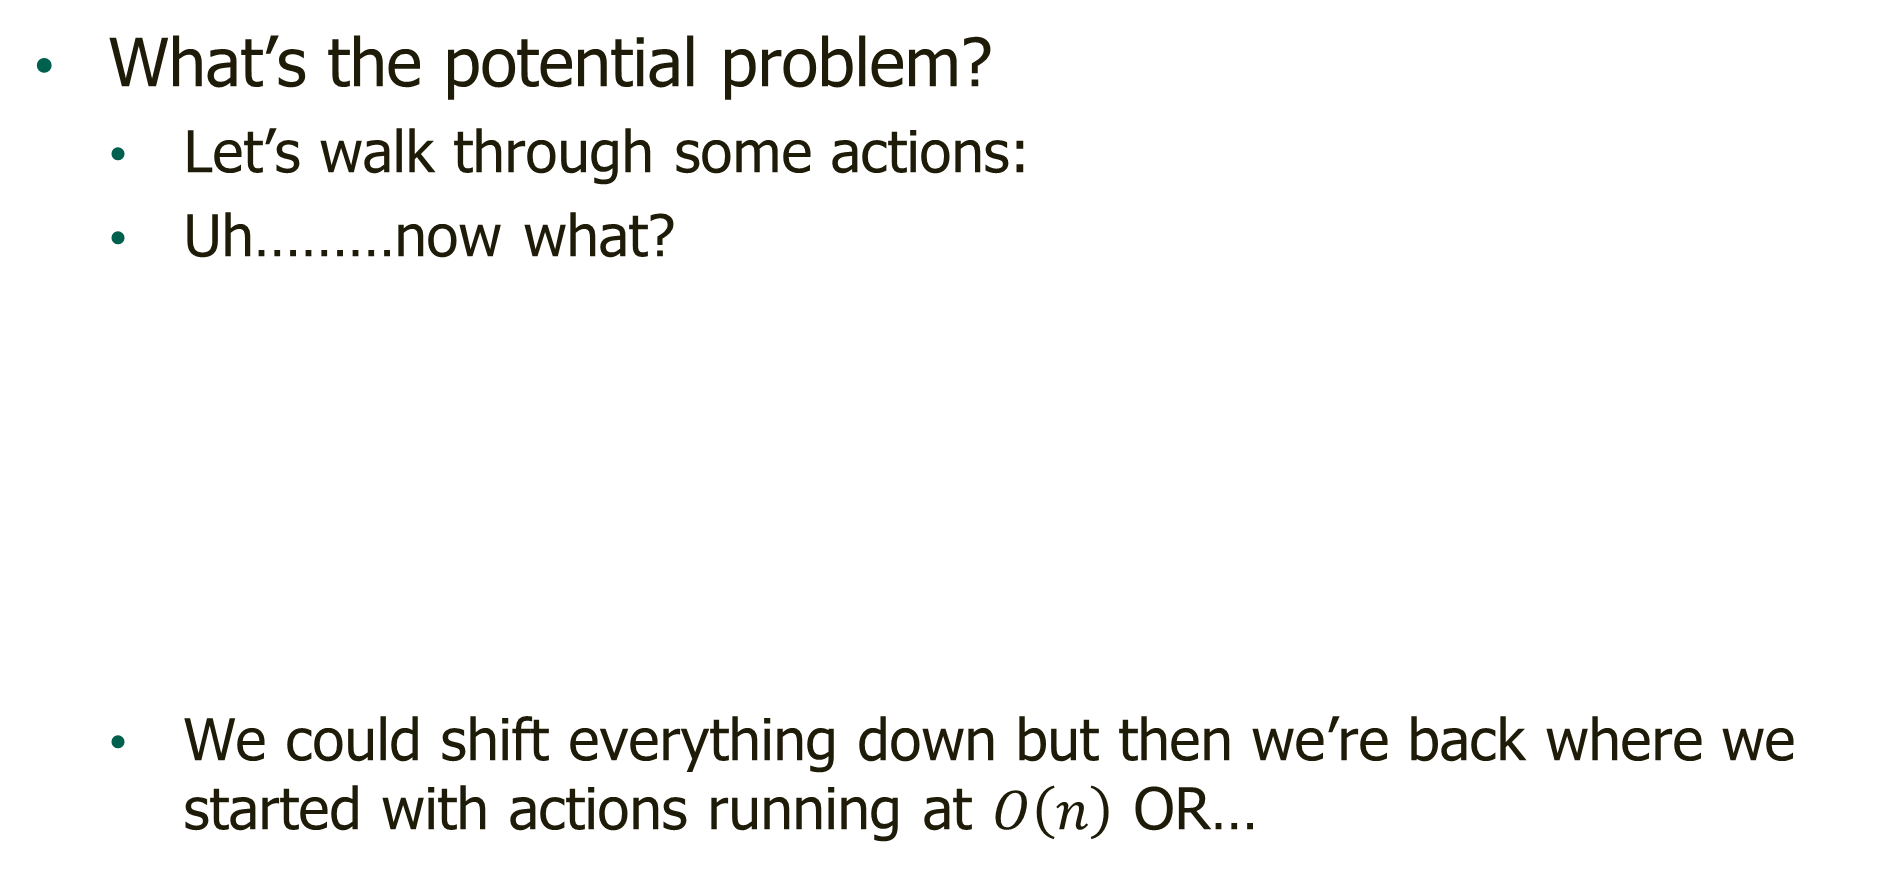 • What’s the potential problem?
• Let’s walk through some actions:
• Uh………now what?
• We could shift everything down but then we’re back where we
started with actions running at 𝑂(𝑛) OR…